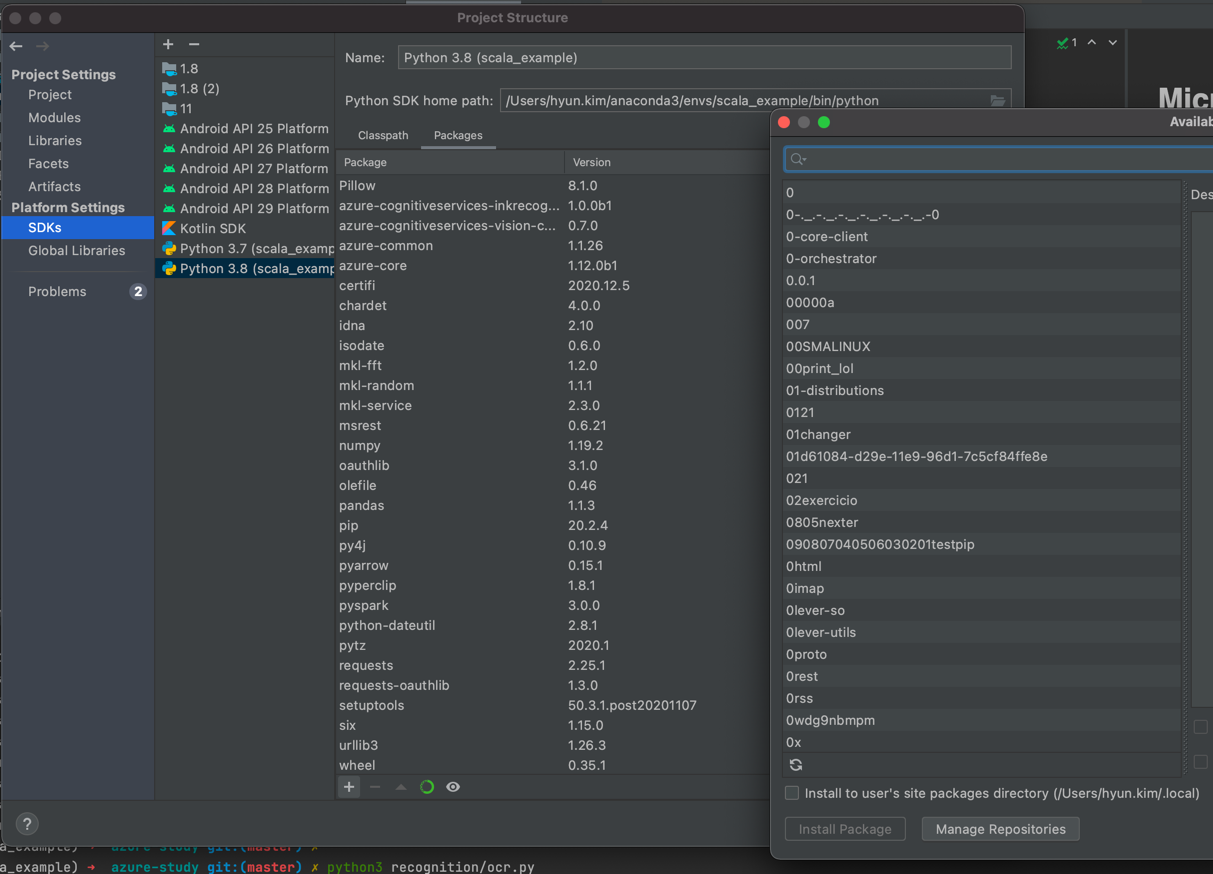 Project Structure
Project Settings
Project
Modules
Libraries
Facets
Artifacts
Platform Settings
SDKs
Global Libraries
Problems 2
1.8
1.8 (2)
11
Android API 25 Platform
Android API 26 Platform
Android API 27 Platform
Android API 28 Platform
Android API 29 Platform
Kotlin SDK
Python 3.7 (scala_examp
Python 3.8 (scala_examp
Name: Python 3.8 (scala_example)
Python SDK home path: /Users/hyun.kim/anaconda3/envs/scala_example/bin/python
Classpath Packages
Package Version
Pillow 8.1.0
azure-cognitiveservices-inkrecog... 1.0.0b1
azure-cognitiveservices-vision-c... 0.7.0
azure-common 1.1.26
azure-core 1.12.0b1
certifi 2020.12.5
chardet 4.0.0
idna 2.10
isodate 0.6.0
mkl-fft 1.2.0
mkl-random 1.1.1
mkl-service 2.3.0
msrest 0.6.21
numpy 1.19.2
oauthlib 3.1.0
olefile 0.46
pandas 1.1.3
pip 20.2.4
py4j 0.10.9
pyarrow 0.15.1
pyperclip 1.8.1
pyspark 3.0.0
python-dateutil 2.8.1
pytz 2020.1
requests 2.25.1
requests-oauthlib 1.3.0
setuptools 50.3.1.post20201107
six 1.15.0
urllib3 1.26.3
wheel 0.35.1
1
Micr
Availab
0
0-._.-._.-._.-._.-._.-._.-0
0-core-client
0-orchestrator
0.0.1
00000a
007
00SMALINUX
00print_lol
01-distributions
0121
01changer
01d61084-d29e-11e9-96d1-7c5cf84ffe8e
021
02exercicio
0805nexter
090807040506030201testpip
0html
0imap
0lever-so
0lever-utils
0proto
0rest
0rss
0wdg9nbmpm
0x
Des
Install to user's site packages directory (/Users/hyun.kim/.local)
Install Package Manage Repositories
?
a_example) → azure-study git:(master) ✗
a_example) → azure-study git:(master) ✗ python3 recognition/ocr.py